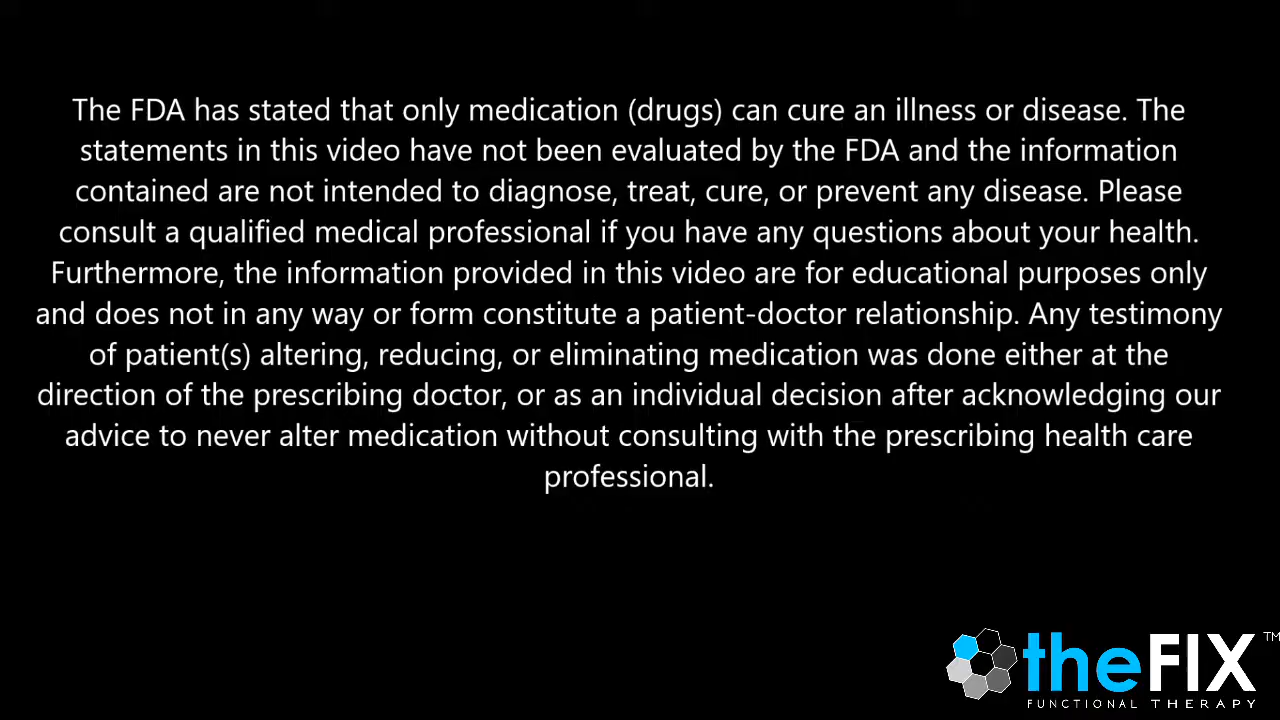 The FDA has stated that only medication (drugs) can cure an illness or disease. The
statements in this video have not been evaluated by the FDA and the information
contained are not intended to diagnose, treat, cure, or prevent any disease. Please
consult a qualified medical professional if you have any questions about your health.
Furthermore, the information provided in this video are for educational purposes only
and does not in any way or form constitute a patient-doctor relationship. Any testimony
of patient(s) altering, reducing, or eliminating medication was done either at the
direction of the prescribing doctor, or as an individual decision after acknowledging our
advice to never alter medication without consulting with the prescribing health care
professional.
theFIX™
FUNCTIONAL THERAPY